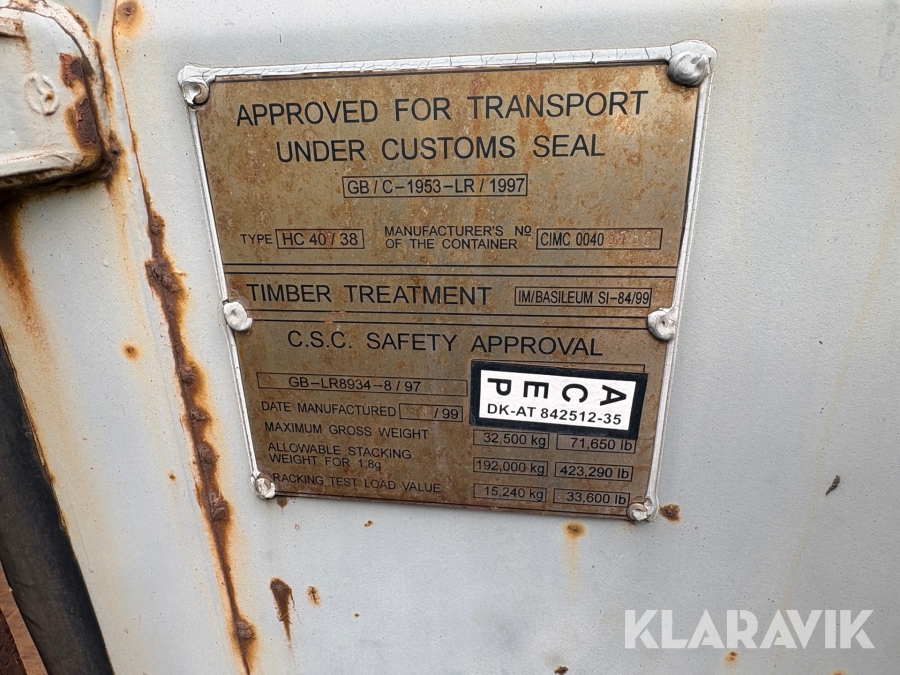 APPROVED FOR TRANSPORT
UNDER CUSTOMS SEAL
GB/C-1953-LR/1997
TYPE HC 40/38 MANUFACTURER'S Nº
OF THE CONTAINER CIMC 0040
TIMBER TREATMENT IM/BASILEUM SI-84/99
C.S.C. SAFETY APPROVAL
GB-LR8934-8/97
ACEP
DK-AT 842512-35
DATE MANUFACTURED /99
MAXIMUM GROSS WEIGHT 32,500 kg 71,650 lb
ALLOWABLE STACKING
WEIGHT FOR 1,8g 192,000 kg 423,290 lb
RACKING TEST LOAD VALUE 15,240 kg 33,600 lb
KLARAVIK